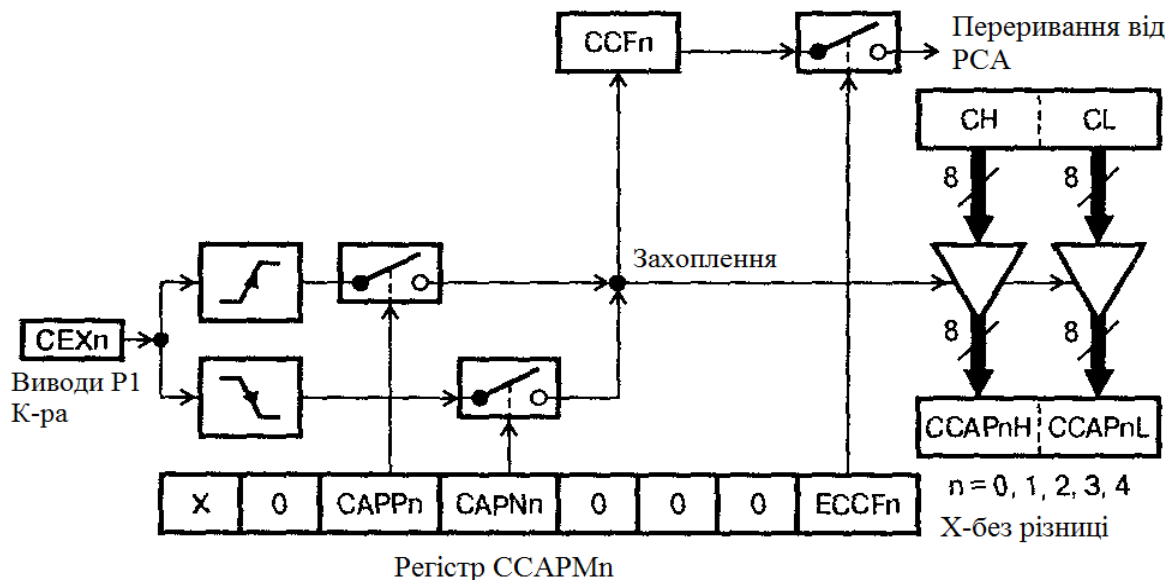 CCFn
Переривання від
PCA
CH CL
8 8
Захоплення
CEXn
Виводи P1
К-ра
8 8
CCAPnH CCAPnL
X 0 CAPPn CAPNn 0 0 0 ECCFn
n = 0, 1, 2, 3, 4
X-без різниці
Регістр CCAPMn